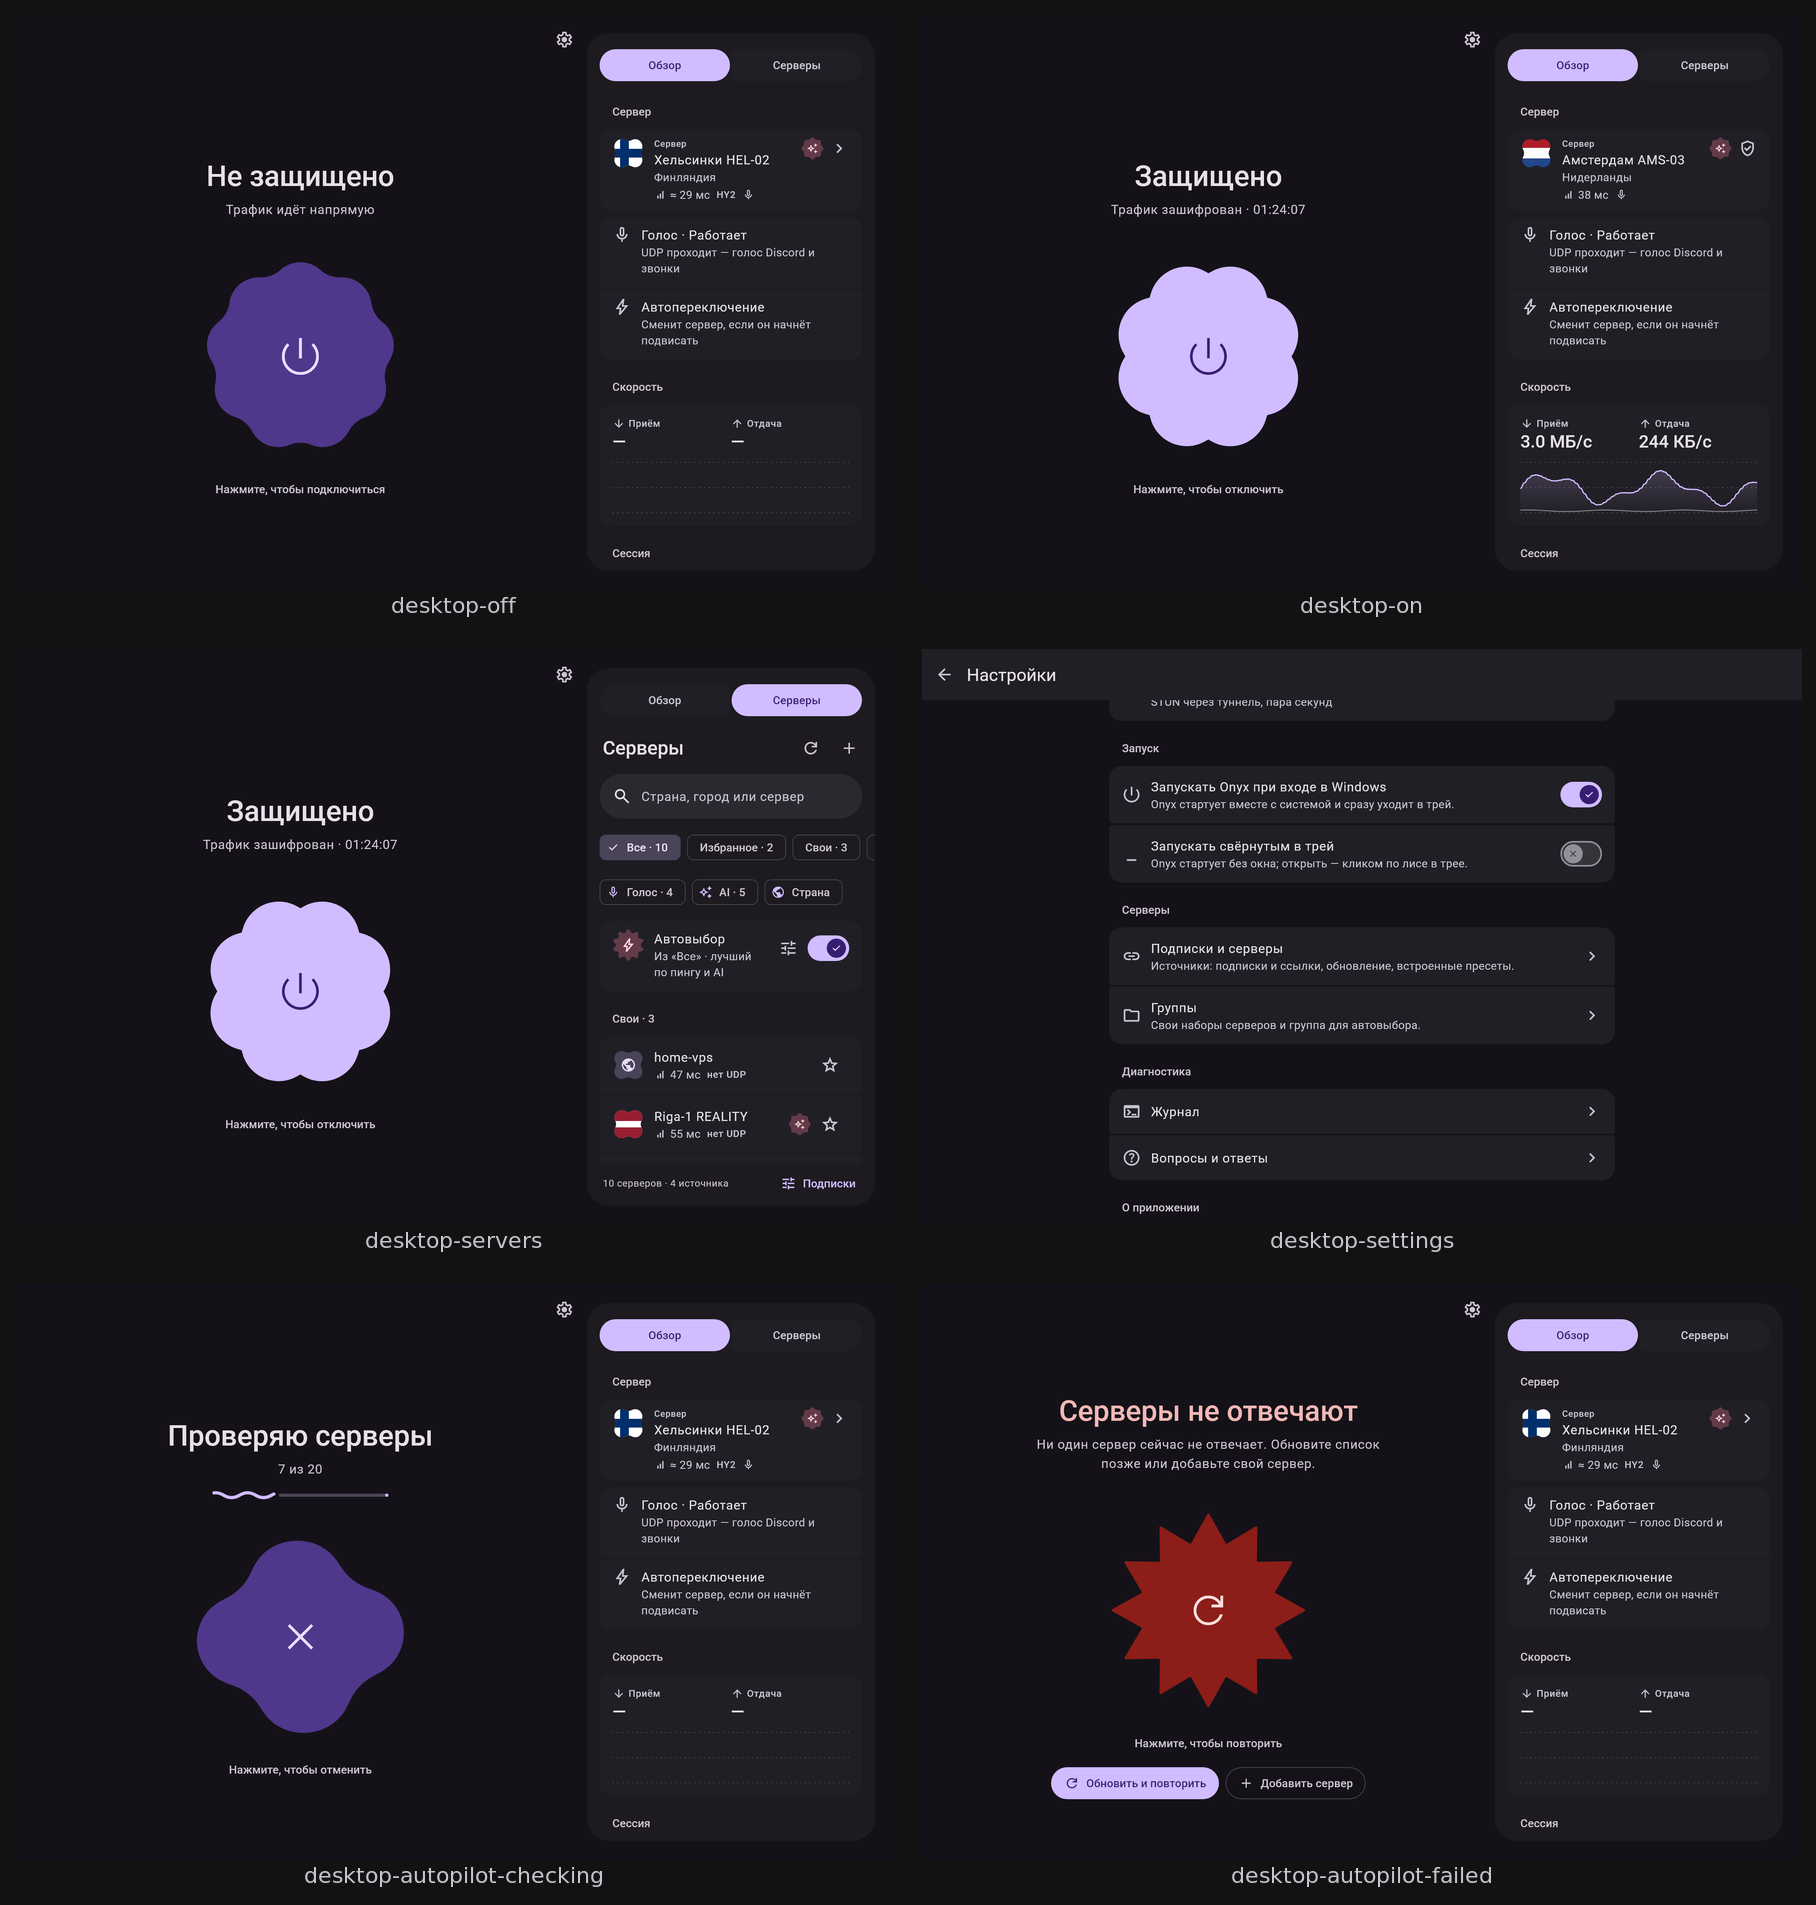 Обзор
Серверы
Сервер
Сервер
Хельсинки HEL-02
Финляндия
≈ 29 мс HY2
Не защищено
Трафик идёт напрямую
Голос · Работает
UDP проходит — голос Discord и
звонки
Автопереключение
Сменит сервер, если он начнёт
подвисать
Скорость
Приём
Отдача
—
—
Нажмите, чтобы подключиться
Сессия
desktop-off
Обзор
Серверы
Сервер
Сервер
Амстердам AMS-03
Нидерланды
38 мс
Защищено
Трафик зашифрован · 01:24:07
Голос · Работает
UDP проходит — голос Discord и
звонки
Автопереключение
Сменит сервер, если он начнёт
подвисать
Скорость
Приём
Отдача
3.0 МБ/с
244 КБ/с
Нажмите, чтобы отключить
Сессия
desktop-on
Обзор
Серверы
Серверы
Страна, город или сервер
Защищено
Трафик зашифрован · 01:24:07
Все · 10
Избранное · 2
Свои · 3
Голос · 4
AI · 5
Страна
Автовыбор
Из «Все» · лучший
по пингу и AI
Свои · 3
home-vps
47 мс нет UDP
Riga-1 REALITY
55 мс нет UDP
Нажмите, чтобы отключить
10 серверов · 4 источника
Подписки
desktop-servers
Настройки
STUN через туннель, пара секунд
Запуск
Запускать Onyx при входе в Windows
Onyx стартует вместе с системой и сразу уходит в трей.
Запускать свёрнутым в трей
Onyx стартует без окна; открыть — кликом по лисе в трее.
Серверы
Подписки и серверы
Источники: подписки и ссылки, обновление, встроенные пресеты.
Группы
Свои наборы серверов и группа для автовыбора.
Диагностика
Журнал
Вопросы и ответы
О приложении
desktop-settings
Обзор
Серверы
Сервер
Сервер
Хельсинки HEL-02
Финляндия
≈ 29 мс HY2
Проверяю серверы
7 из 20
Голос · Работает
UDP проходит — голос Discord и
звонки
Автопереключение
Сменит сервер, если он начнёт
подвисать
Скорость
Приём
Отдача
—
—
Нажмите, чтобы отменить
Сессия
desktop-autopilot-checking
Обзор
Серверы
Сервер
Сервер
Хельсинки HEL-02
Финляндия
≈ 29 мс HY2
Серверы не отвечают
Ни один сервер сейчас не отвечает. Обновите список
позже или добавьте свой сервер.
Голос · Работает
UDP проходит — голос Discord и
звонки
Автопереключение
Сменит сервер, если он начнёт
подвисать
Скорость
Приём
Отдача
—
—
Нажмите, чтобы повторить
Обновить и повторить
Добавить сервер
Сессия
desktop-autopilot-failed